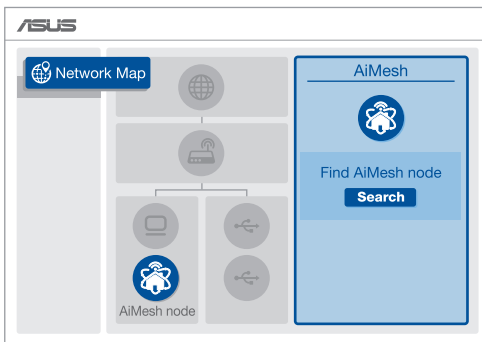 ASUS
Network Map
AiMesh
Find AiMesh node
Search
AiMesh node